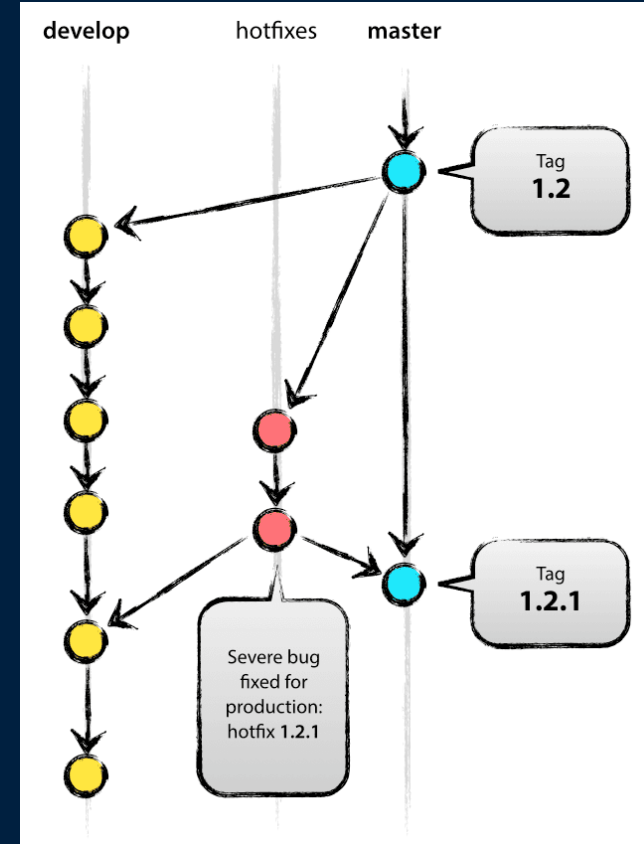 develop
hotfixes
master
Tag
1.2
Tag
1.2.1
Severe bug
fixed for
production:
hotfix 1.2.1